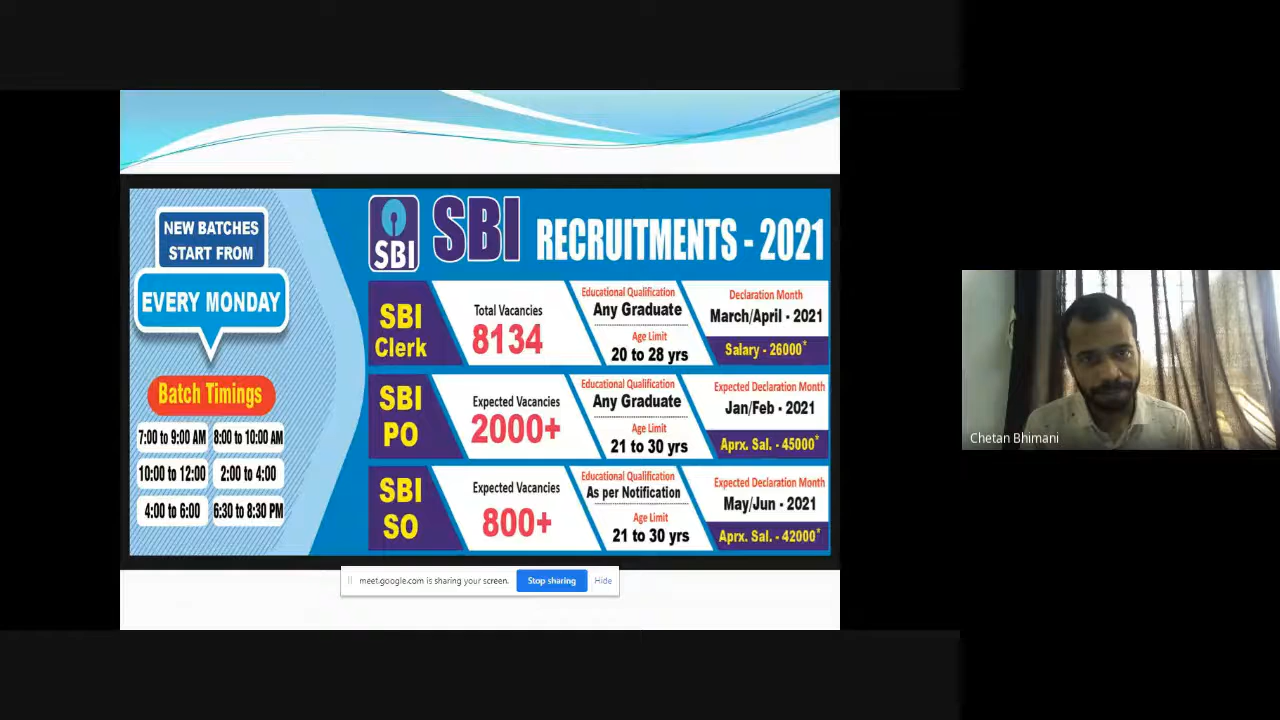 NEW BATCHES
START FROM
EVERY MONDAY
Batch Timings
7:00 to 9:00 AM
8:00 to 10:00 AM
10:00 to 12:00
2:00 to 4:00
4:00 to 6:00
6:30 to 8:30 PM
SBI
SBI
RECRUITMENTS - 2021
SBI
Clerk
Total Vacancies
8134
Educational Qualification
Any Graduate
Age Limit
20 to 28 yrs
Declaration Month
March/April - 2021
Salary - 26000*
SBI
PO
Expected Vacancies
2000+
Educational Qualification
Any Graduate
Age Limit
21 to 30 yrs
Expected Declaration Month
Jan/Feb - 2021
Aprx. Sal. - 45000*
SBI
SO
Expected Vacancies
800+
Educational Qualification
As per Notification
Age Limit
21 to 30 yrs
Expected Declaration Month
May/Jun - 2021
Aprx. Sal. - 42000*
meet.google.com is sharing your screen.
Stop sharing
Hide
Chetan Bhimani